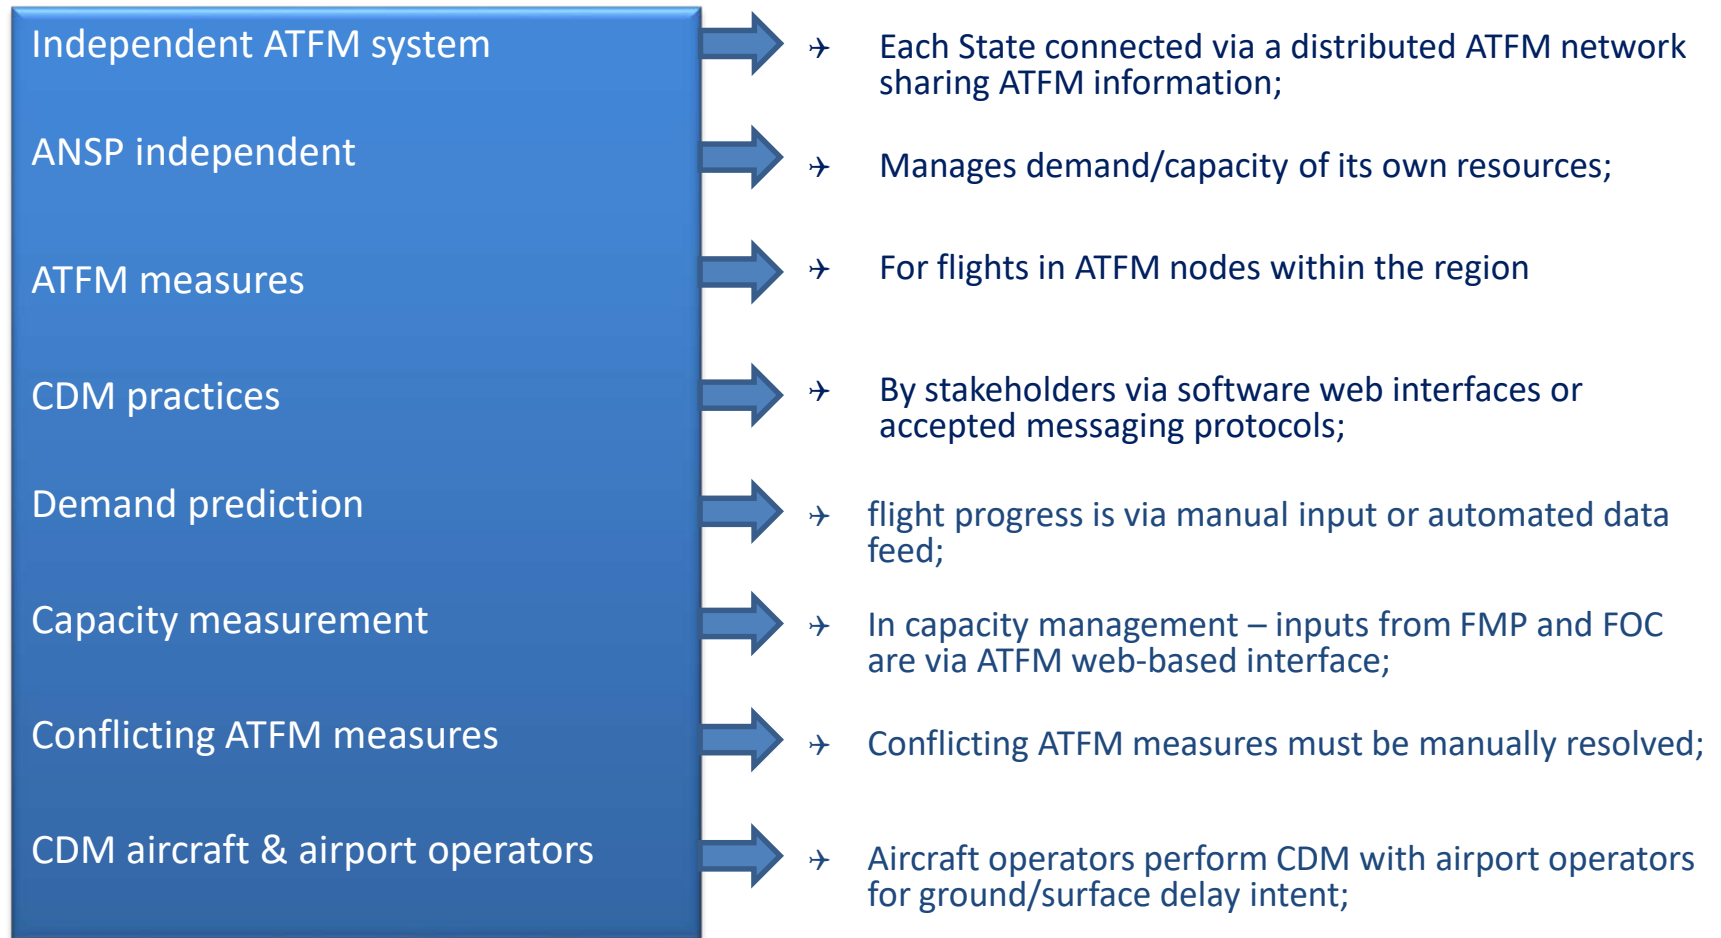 Independent ATFM system
Each State connected via a distributed ATFM network
sharing ATFM information;
ANSP independent
Manages demand/capacity of its own resources;
ATFM measures
For flights in ATFM nodes within the region
CDM practices
By stakeholders via software web interfaces or
accepted messaging protocols;
Demand prediction
flight progress is via manual input or automated data
feed;
Capacity measurement
In capacity management – inputs from FMP and FOC
are via ATFM web-based interface;
Conflicting ATFM measures
Conflicting ATFM measures must be manually resolved;
CDM aircraft & airport operators
Aircraft operators perform CDM with airport operators
for ground/surface delay intent;